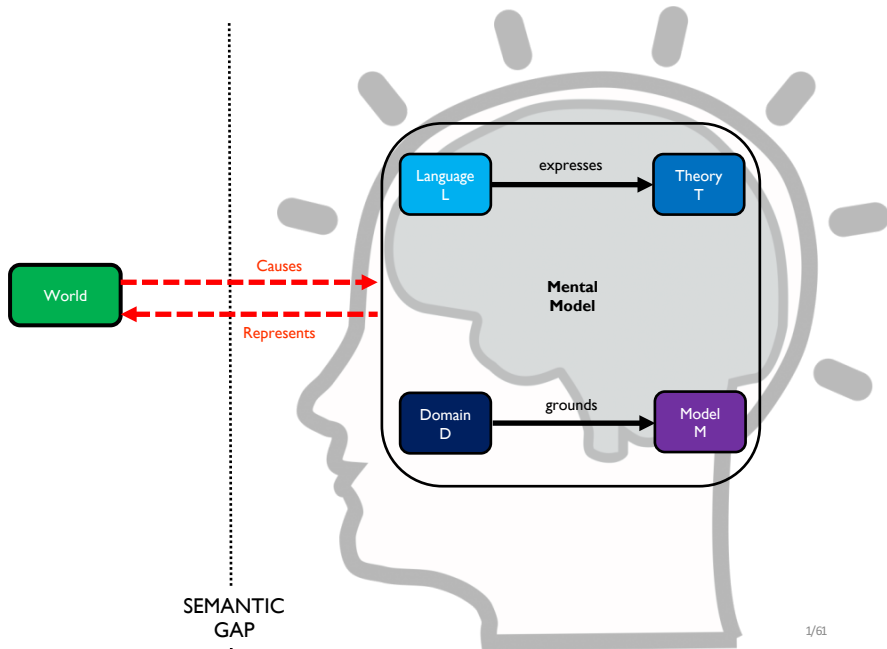 Language
L
expresses
Theory
T
Causes
World
Mental
Model
Represents
Domain
D
grounds
Model
M
SEMANTIC
GAP
1/61